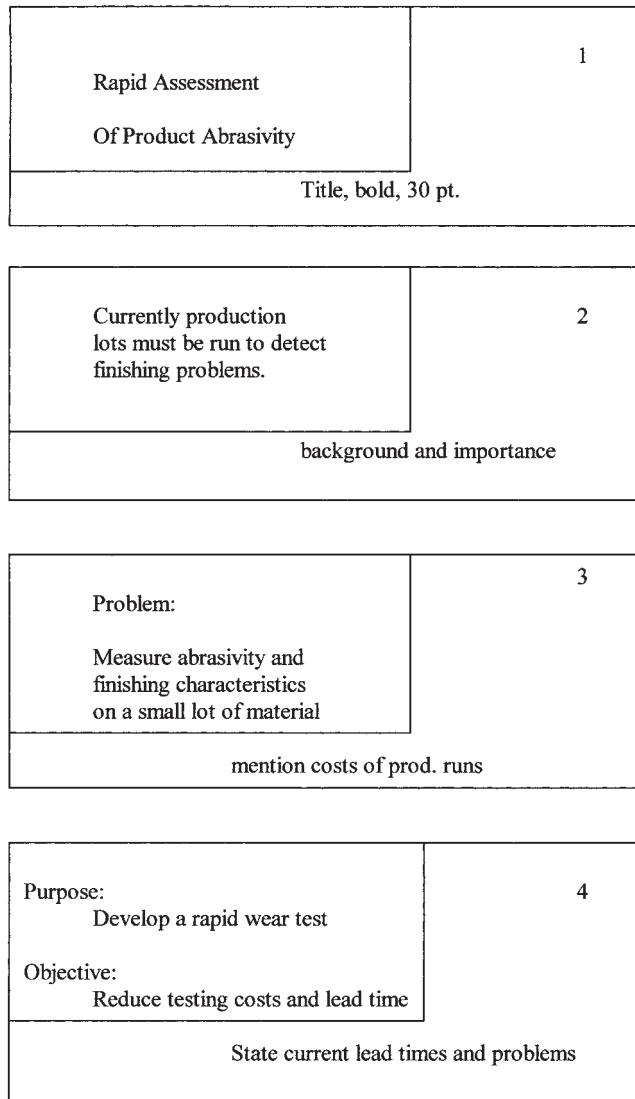 1
Rapid Assessment
Of Product Abrasivity
Title, bold, 30 pt.
2
Currently production
lots must be run to detect
finishing problems.
background and importance
3
Problem:
Measure abrasivity and
finishing characteristics
on a small lot of material
mention costs of prod. runs
4
Purpose:
Develop a rapid wear test
Objective:
Reduce testing costs and lead time
State current lead times and problems